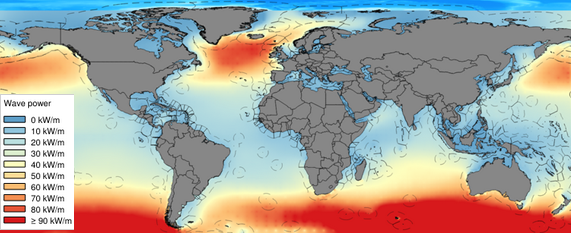 Wave power
0 kW/m
10 kW/m
20 kW/m
30 kW/m
40 kW/m
50 kW/m
60 kW/m
70 kW/m
80 kW/m
≥ 90 kW/m